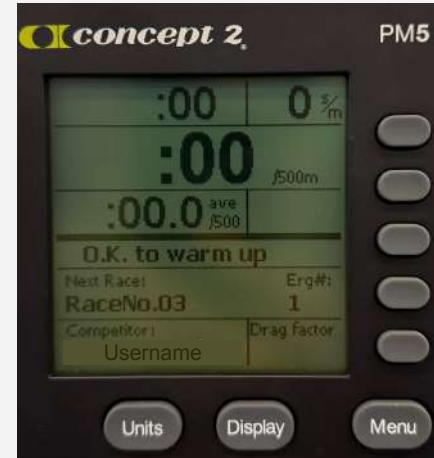 concept 2 PM5
:00 0 s/m
:00 /500m
:00.0 ave /500
O.K. to warm up
Next Race: Erg#:
RaceNo.03 1
Competitor: Drag factor
Username
Units Display Menu